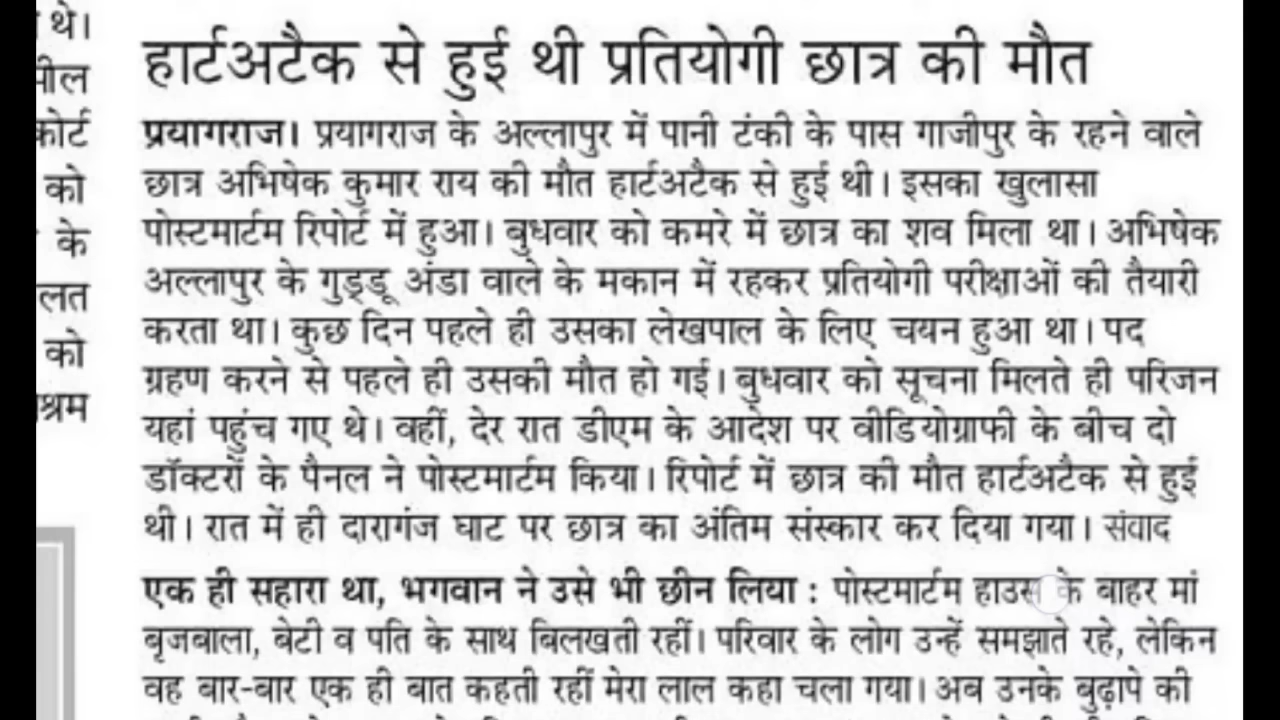 थे।
कोर्ट
को
के
को
हार्टअटैक से हुई थी प्रतियोगी छात्र की मौत
प्रयागराज। प्रयागराज के अल्लापुर में पानी टंकी के पास गाजीपुर के रहने वाले
छात्र अभिषेक कुमार राय की मौत हार्टअटैक से हुई थी। इसका खुलासा
पोस्टमार्टम रिपोर्ट में हुआ। बुधवार को कमरे में छात्र का शव मिला था। अभिषेक
अल्लापुर के गुड्डू अंडा वाले के मकान में रहकर प्रतियोगी परीक्षाओं की तैयारी
करता था। कुछ दिन पहले ही उसका लेखपाल के लिए चयन हुआ था। पद
ग्रहण करने से पहले ही उसकी मौत हो गई। बुधवार को सूचना मिलते ही परिजन
यहां पहुंच गए थे। वहीं, देर रात डीएम के आदेश पर वीडियोग्राफी के बीच दो
डॉक्टरों के पैनल ने पोस्टमार्टम किया। रिपोर्ट में छात्र की मौत हार्टअटैक से हुई
थी। रात में ही दारागंज घाट पर छात्र का अंतिम संस्कार कर दिया गया। संवाद
एक ही सहारा था, भगवान ने उसे भी छीन लिया : पोस्टमार्टम हाउस के बाहर मां
बृजबाला, बेटी व पति के साथ बिलखती रहीं। परिवार के लोग उन्हें समझाते रहे, लेकिन
वह बार-बार एक ही बात कहती रहीं मेरा लाल कहा चला गया। अब उनके बुढ़ापे की